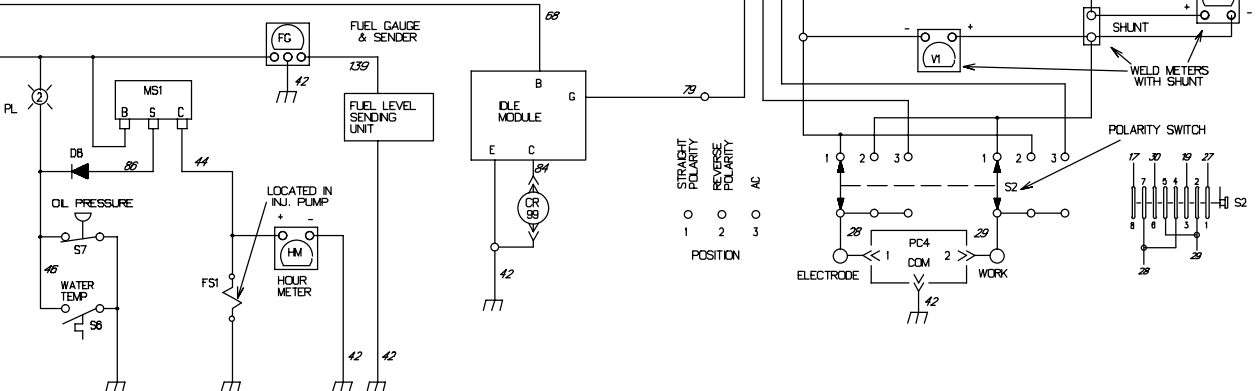 68
FUEL GAUGE
& SENDER
FG
139
42
PL
2
MS1
B S C
FUEL LEVEL
SENDING
UNIT
D8
86
44
OIL PRESSURE
S7
46
WATER
TEMP
S6
LOCATED IN
INJ. PUMP
+ -
HM
HOUR
METER
FS1
42
42
B
G
IDLE
MODULE
E C
84
CR
99
42
79
STRAIGHT
POLARITY
REVERSE
POLARITY
AC
1 2 3
POSITION
- +
V1
+ -
SHUNT
WELD METERS
WITH SHUNT
POLARITY SWITCH
1 2 3
1 2 3
S2
28
29
PC4
COM
1
2
ELECTRODE
WORK
42
17 30 19 27
7 5 4 2
S2
8 6 3 1
28
29